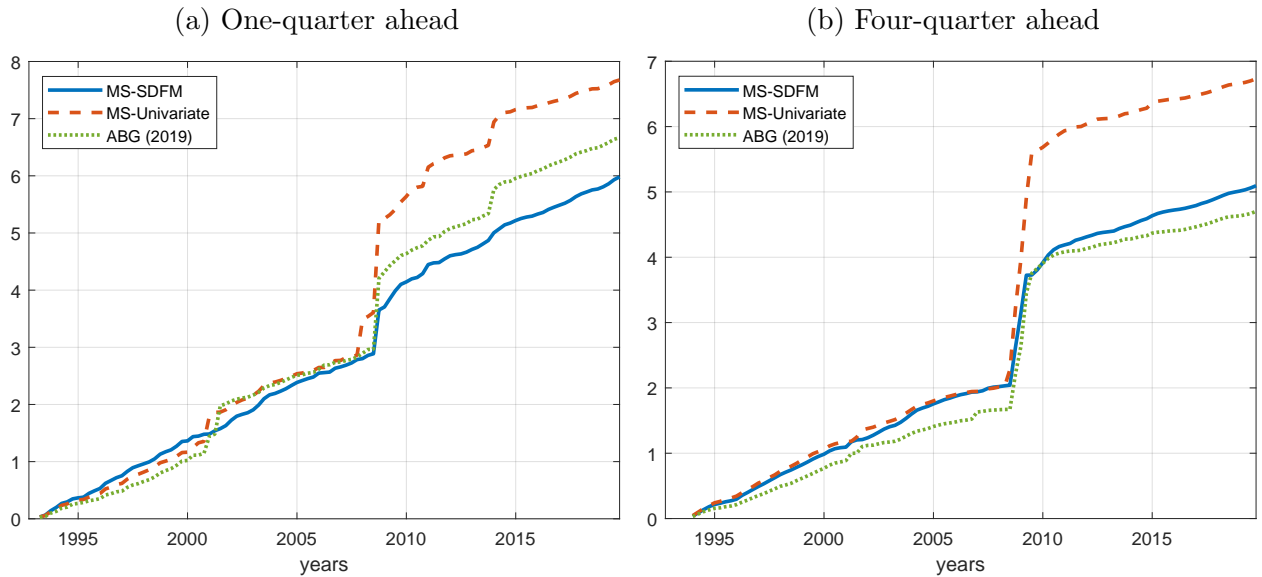 (a) One-quarter ahead
8
7
6
5
4
3
2
1
0
MS-SDFM
MS-Univariate
ABG (2019)
1995 2000 2005 2010 2015
years
(b) Four-quarter ahead
7
6
5
4
3
2
1
0
MS-SDFM
MS-Univariate
ABG (2019)
1995 2000 2005 2010 2015
years